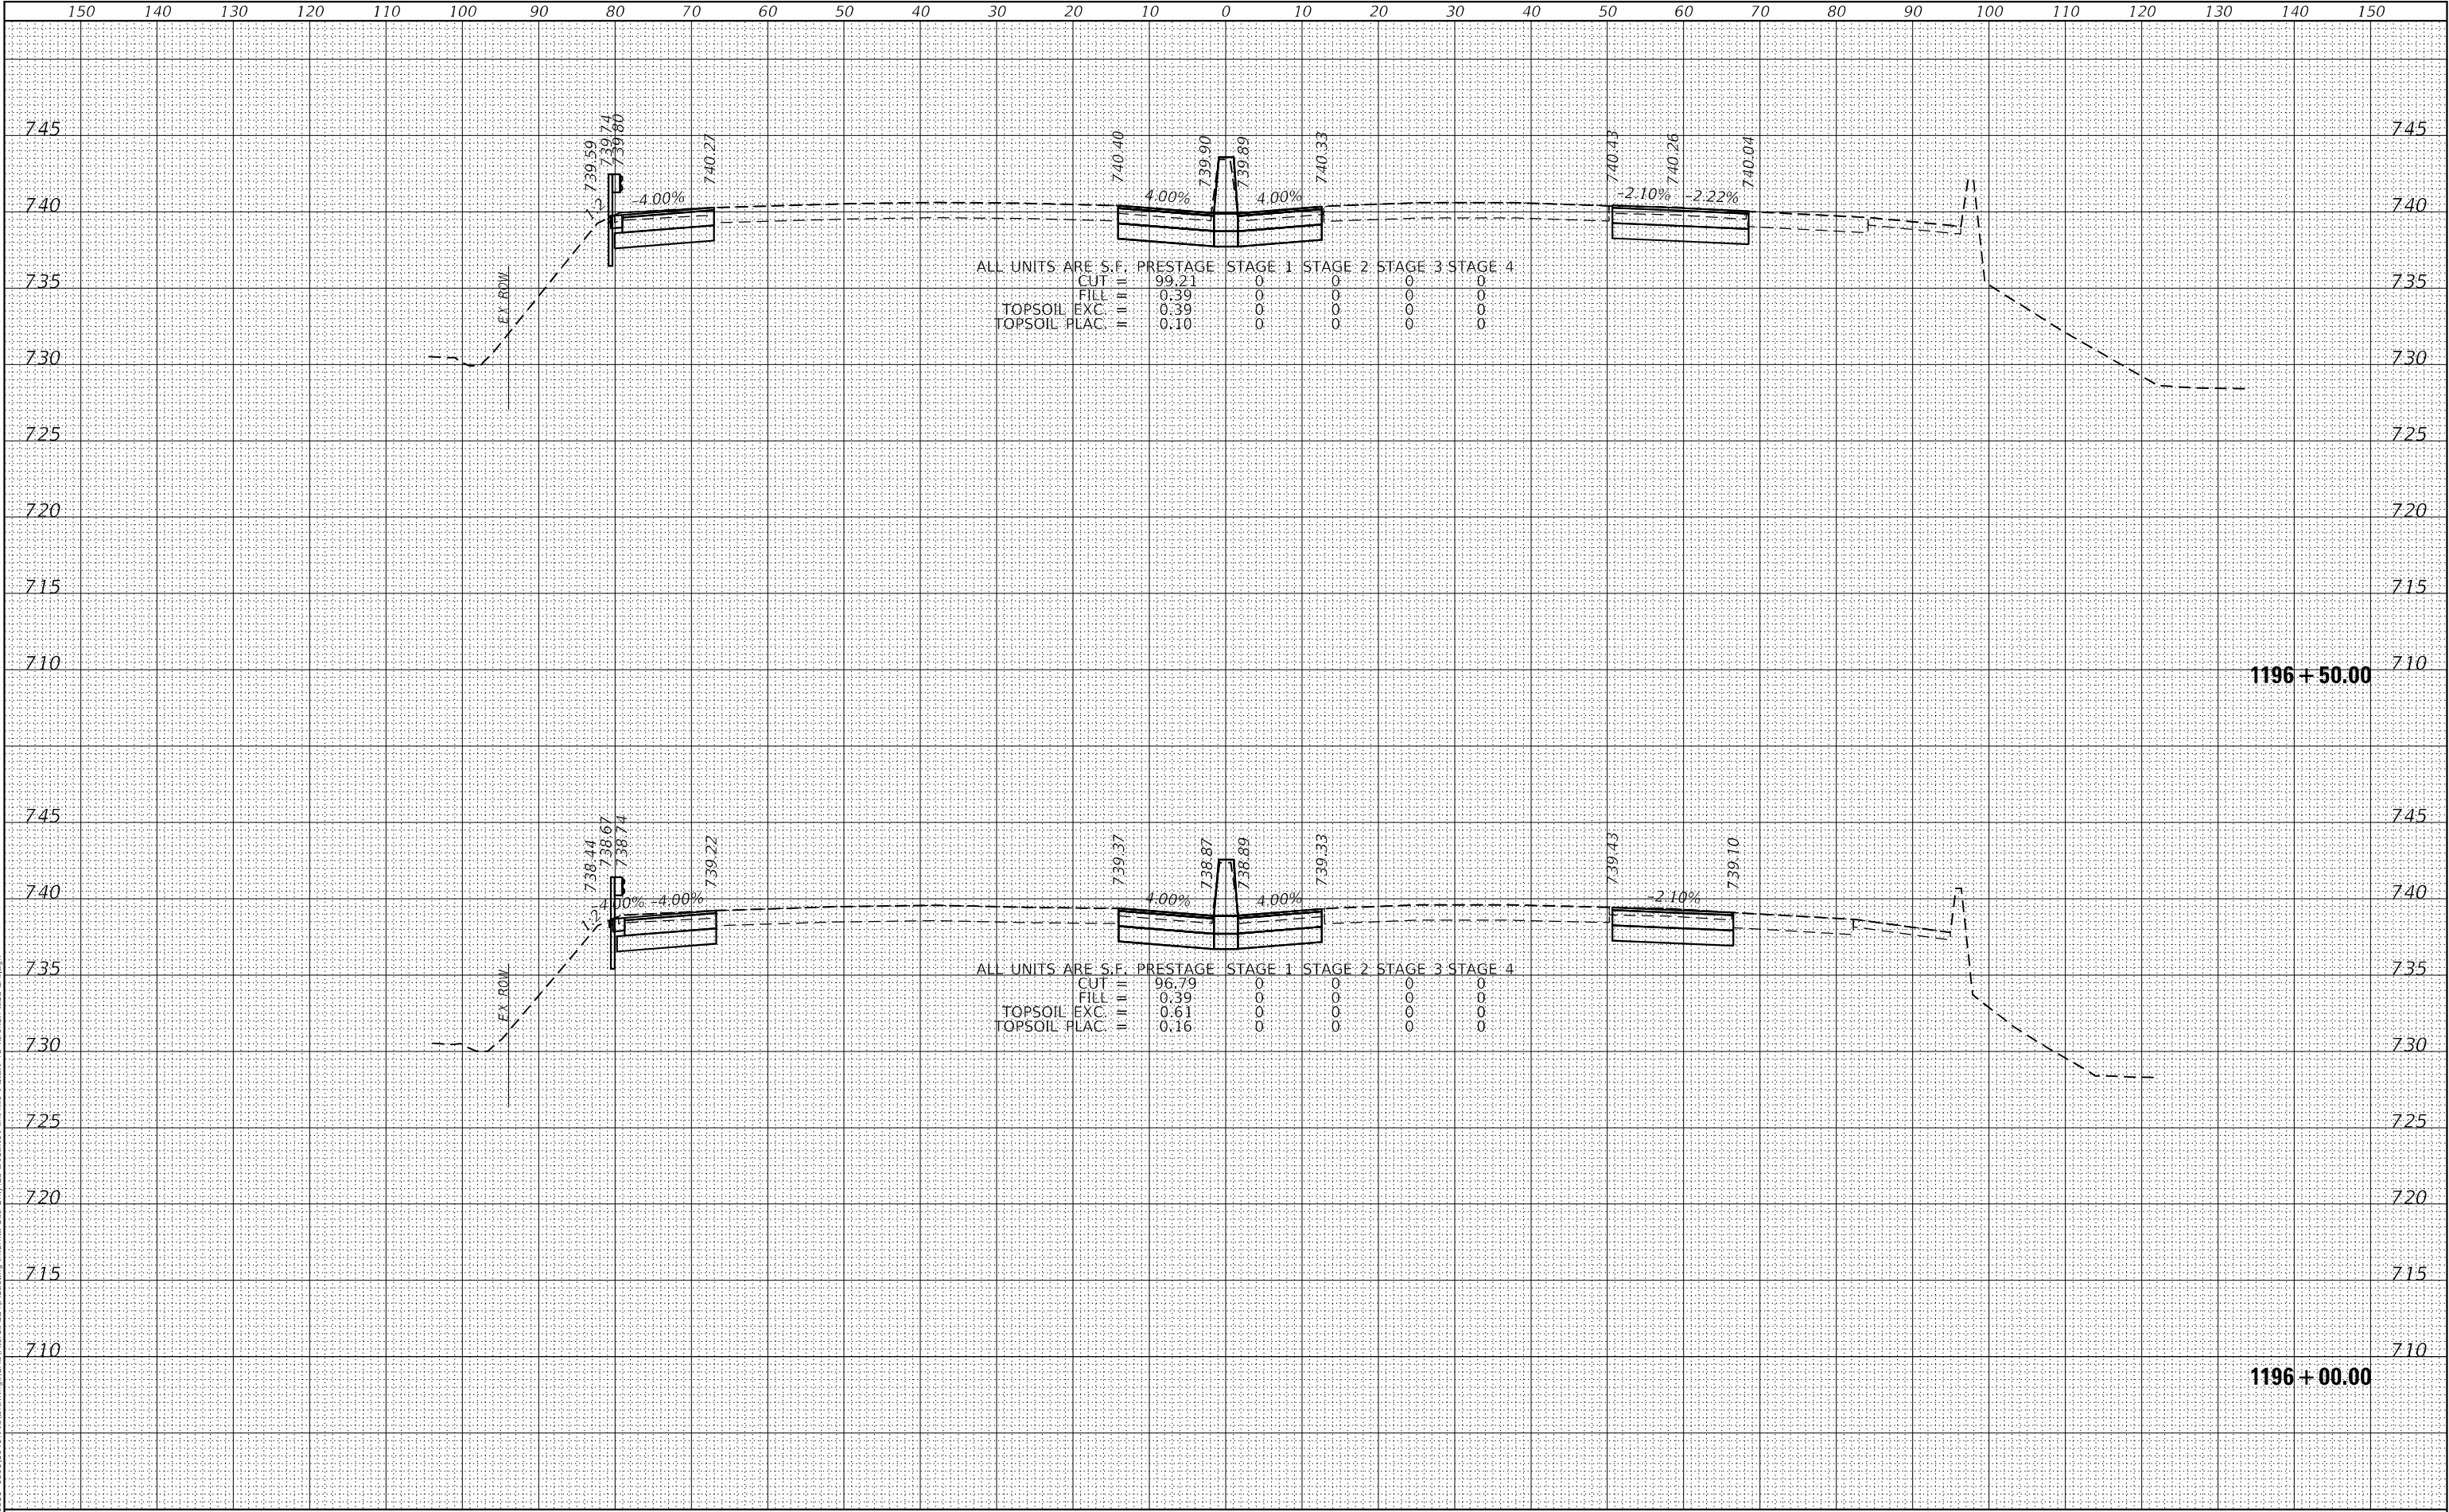 150 140 130 120 110 100 90 80 70 60 50 40 30 20 10 0 10 20 30 40 50 60 70 80 90 100 110 120 130 140 150
745 745
739.59 739.74 739.80 740.27 740.40 739.90 739.89 740.33 740.43 740.26 740.04
1:2 -4.00% 4.00% 4.00% -2.10% -2.22%
740 740
ALL UNITS ARE S.F. PRESTAGE STAGE 1 STAGE 2 STAGE 3 STAGE 4
CUT = 99.21 0 0 0 0
FILL = 0.39 0 0 0 0
TOPSOIL EXC. = 0.39 0 0 0 0
TOPSOIL PLAC. = 0.10 0 0 0 0
735 735
EX ROW
730 730
725 725
720 720
715 715
710 710
1196+50.00
745 745
738.44 738.67 738.74 739.22 739.37 738.87 738.89 739.33 739.43 739.10
740 740
1:2 4.00% -4.00% 4.00% 4.00% -2.10%
ALL UNITS ARE S.F. PRESTAGE STAGE 1 STAGE 2 STAGE 3 STAGE 4
CUT = 96.79 0 0 0 0
FILL = 0.39 0 0 0 0
TOPSOIL EXC. = 0.61 0 0 0 0
TOPSOIL PLAC. = 0.16 0 0 0 0
735 735
EX ROW
730 730
725 725
720 720
715 715
710 710
1196+00.00